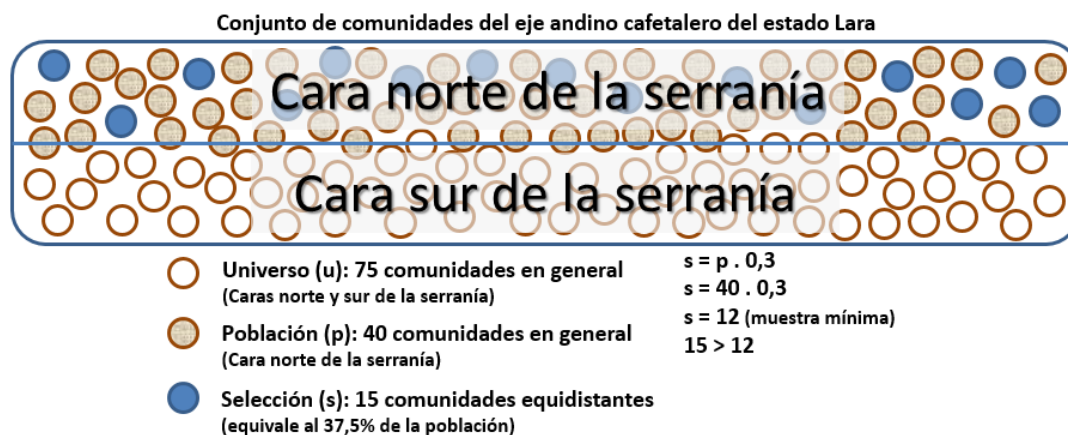 Conjunto de comunidades del eje andino cafetalero del estado Lara
Cara norte de la serranía
Cara sur de la serranía
Universo (u): 75 comunidades en general
(Caras norte y sur de la serranía)
Población (p): 40 comunidades en general
(Cara norte de la serranía)
Selección (s): 15 comunidades equidistantes
(equivale al 37,5% de la población)
s = p . 0,3
s = 40 . 0,3
s = 12 (muestra mínima)
15 > 12